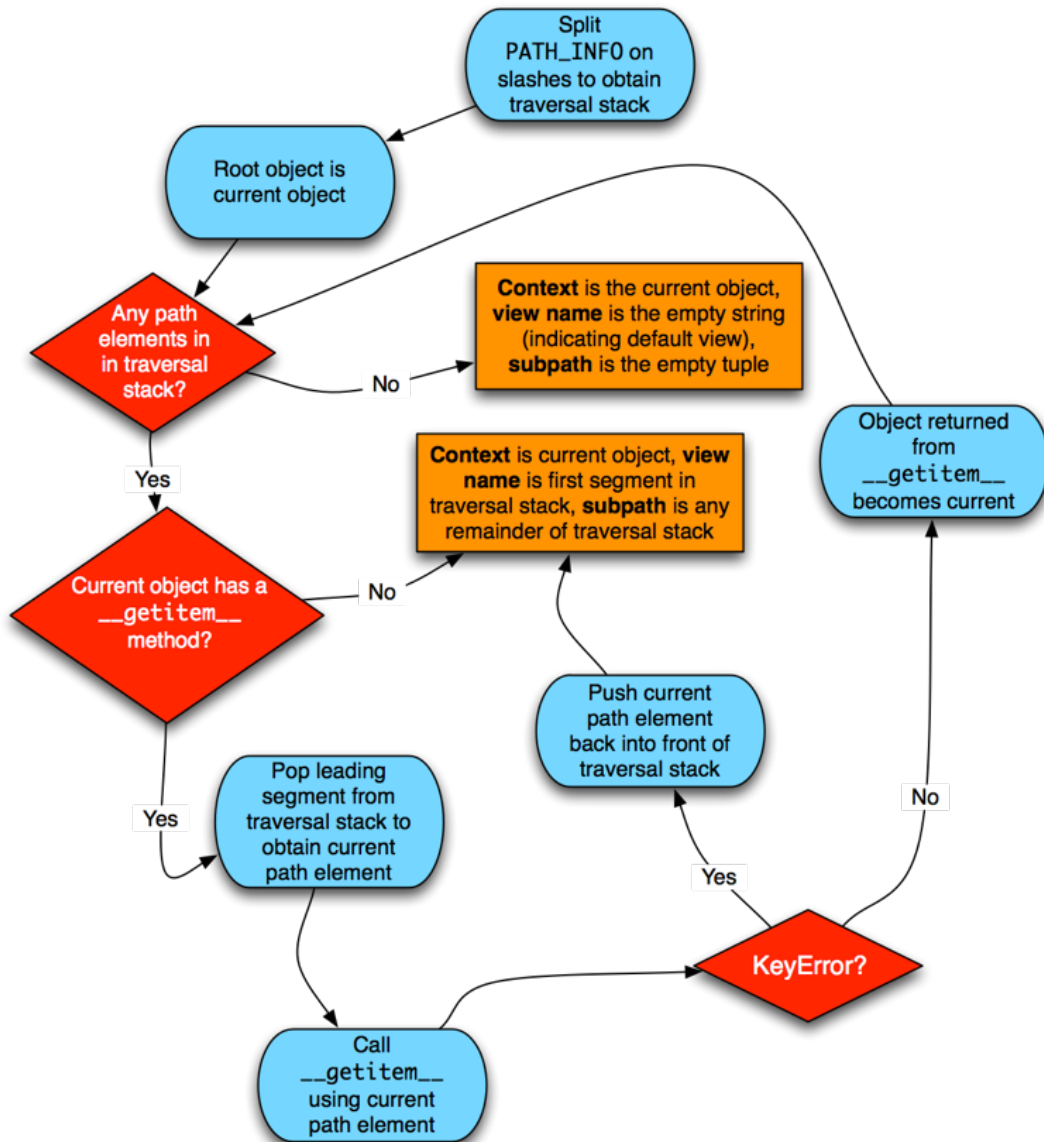 Split
PATH_INFO on
slashes to obtain
traversal stack
Root object is
current object
Any path
elements in
in traversal
stack?
No
Context is the current object,
view name is the empty string
(indicating default view),
subpath is the empty tuple
Yes
Current object has a
__getitem__
method?
No
Context is current object, view
name is first segment in
traversal stack, subpath is any
remainder of traversal stack
Object returned
from
__getitem__
becomes current
Yes
Pop leading
segment from
traversal stack to
obtain current
path element
Push current
path element
back into front of
traversal stack
No
Yes
KeyError?
Call
__getitem__
using current
path element